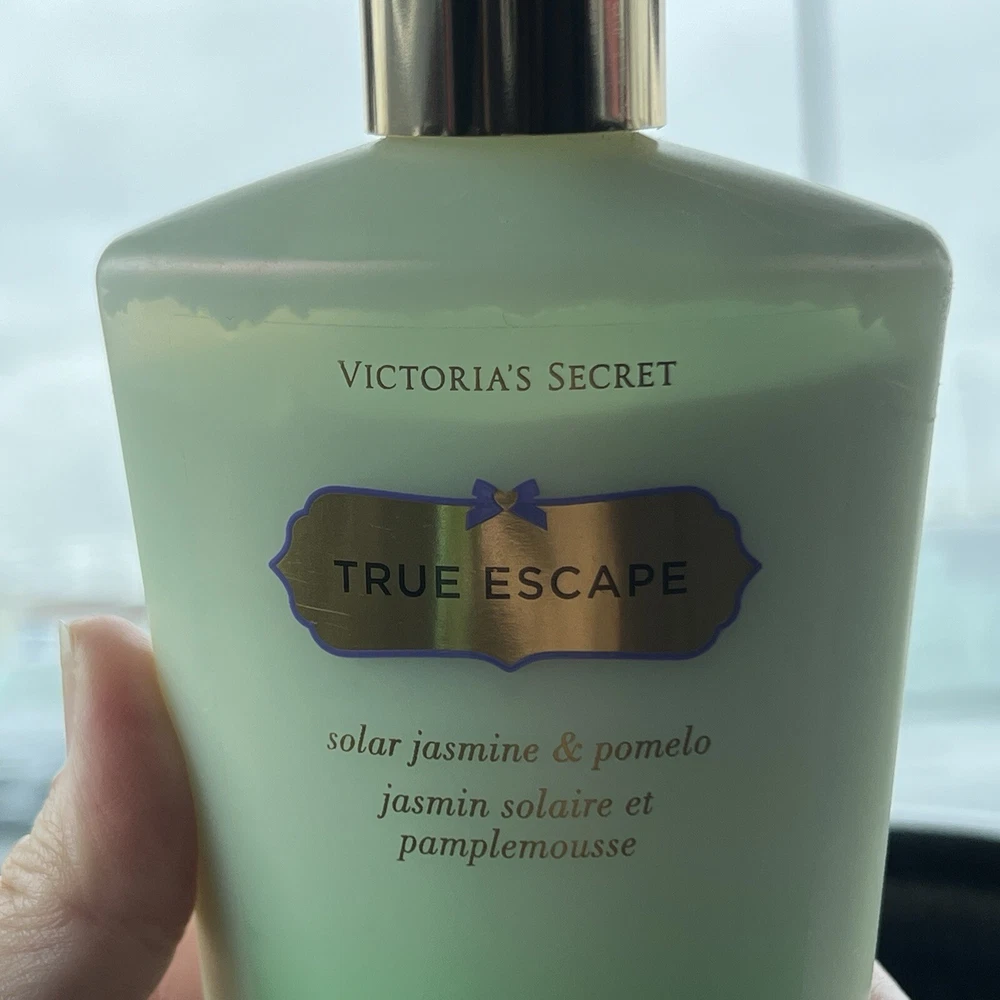 VICTORIA'S SECRET
TRUE ESCAPE
solar jasmine & pomelo
jasmin solaire et
pamplemousse